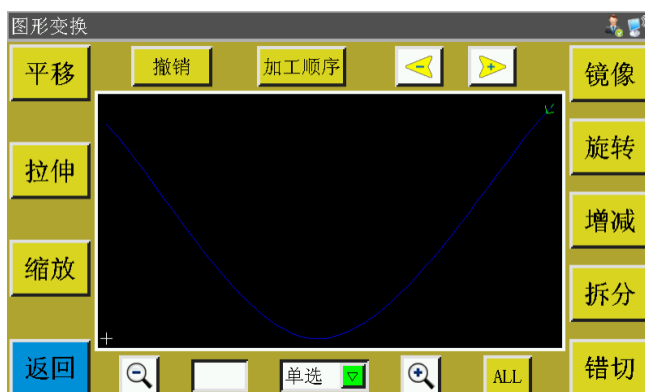 图形变换
平移
撤销
加工顺序
-
+
镜像
旋转
拉伸
增减
缩放
拆分
返回
单选
ALL
错切